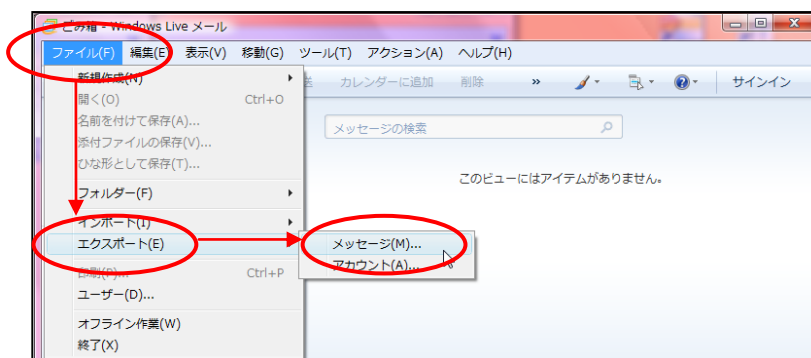 ごみ箱 - Windows Live メール
ファイル(F) 編集(E) 表示(V) 移動(G) ツール(T) アクション(A) ヘルプ(H)
新規作成(N)
カレンダーに追加 削除 » サインイン
開く(O) Ctrl+O
名前を付けて保存(A)...
添付ファイルの保存(V)...
ひな形として保存(T)...
メッセージの検索
このビューにはアイテムがありません。
フォルダー(F)
インポート(I)
エクスポート(E)
メッセージ(M)...
アカウント(A)...
印刷(P)... Ctrl+P
ユーザー(D)...
オフライン作業(W)
終了(X)